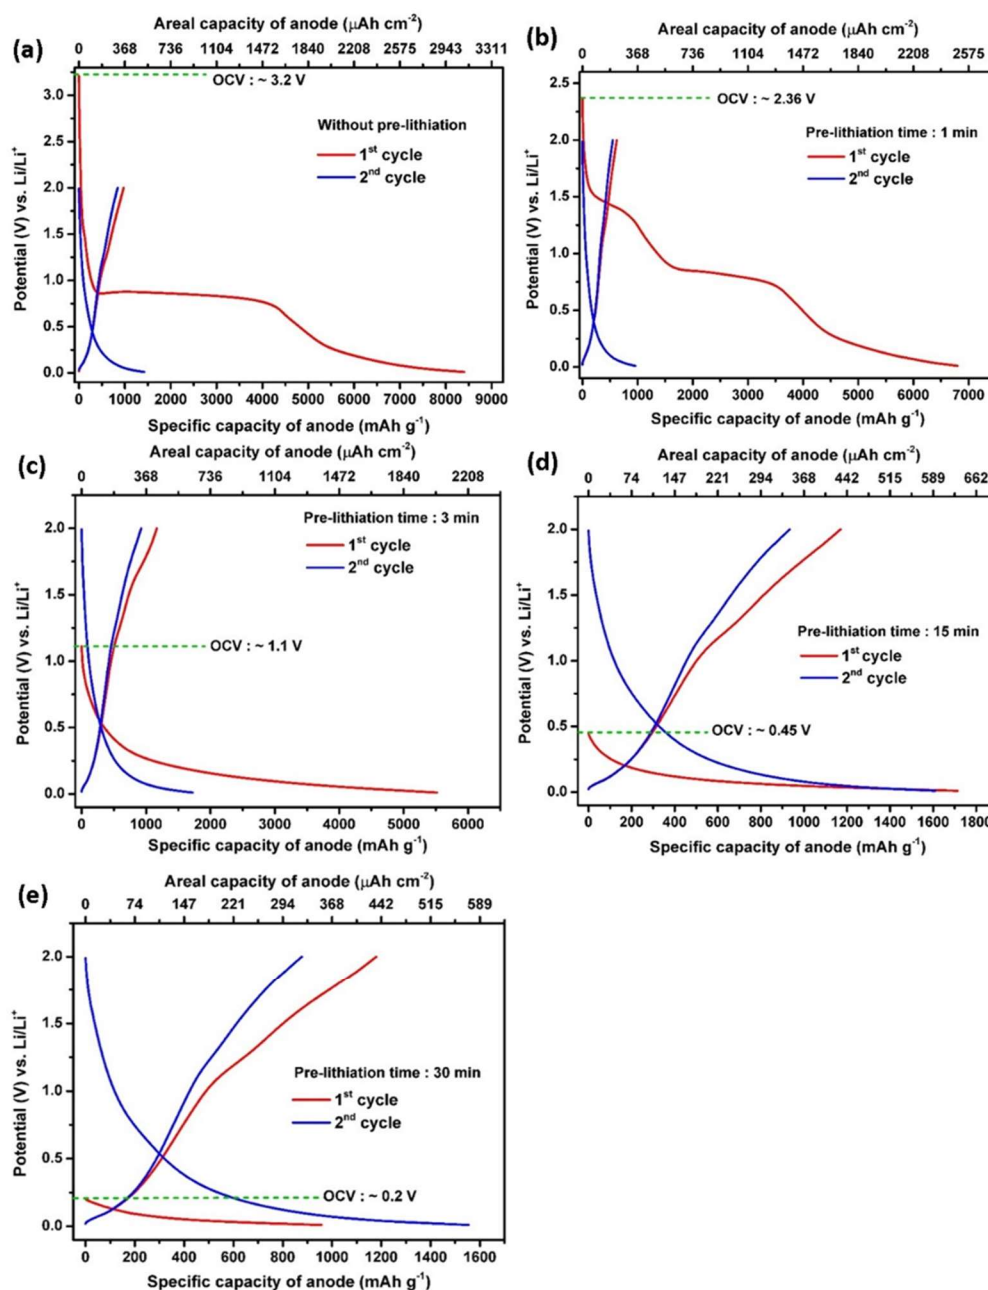 (a)
Areal capacity of anode (μAh cm⁻²)
0 368 736 1104 1472 1840 2208 2575 2943 3311
OCV : ~ 3.2 V
Without pre-lithiation
1st cycle
2nd cycle
Potential (V) vs. Li/Li⁺
3.0
2.5
2.0
1.5
1.0
0.5
0.0
0 1000 2000 3000 4000 5000 6000 7000 8000 9000
Specific capacity of anode (mAh g⁻¹)
(b)
Areal capacity of anode (μAh cm⁻²)
0 368 736 1104 1472 1840 2208 2575
OCV : ~ 2.36 V
Pre-lithiation time : 1 min
1st cycle
2nd cycle
Potential (V) vs. Li/Li⁺
2.5
2.0
1.5
1.0
0.5
0.0
0 1000 2000 3000 4000 5000 6000 7000
Specific capacity of anode (mAh g⁻¹)
(c)
Areal capacity of anode (μAh cm⁻²)
0 368 736 1104 1472 1840 2208
Pre-lithiation time : 3 min
1st cycle
2nd cycle
OCV : ~ 1.1 V
Potential (V) vs. Li/Li⁺
2.0
1.5
1.0
0.5
0.0
0 1000 2000 3000 4000 5000 6000
Specific capacity of anode (mAh g⁻¹)
(d)
Areal capacity of anode (μAh cm⁻²)
0 74 147 221 294 368 442 515 589 662
Pre-lithiation time : 15 min
1st cycle
2nd cycle
OCV : ~ 0.45 V
Potential (V) vs. Li/Li⁺
2.0
1.5
1.0
0.5
0.0
0 200 400 600 800 1000 1200 1400 1600 1800
Specific capacity of anode (mAh g⁻¹)
(e)
Areal capacity of anode (μAh cm⁻²)
0 74 147 221 294 368 442 515 589
Pre-lithiation time : 30 min
1st cycle
2nd cycle
OCV : ~ 0.2 V
Potential (V) vs. Li/Li⁺
2.0
1.5
1.0
0.5
0.0
0 200 400 600 800 1000 1200 1400 1600
Specific capacity of anode (mAh g⁻¹)